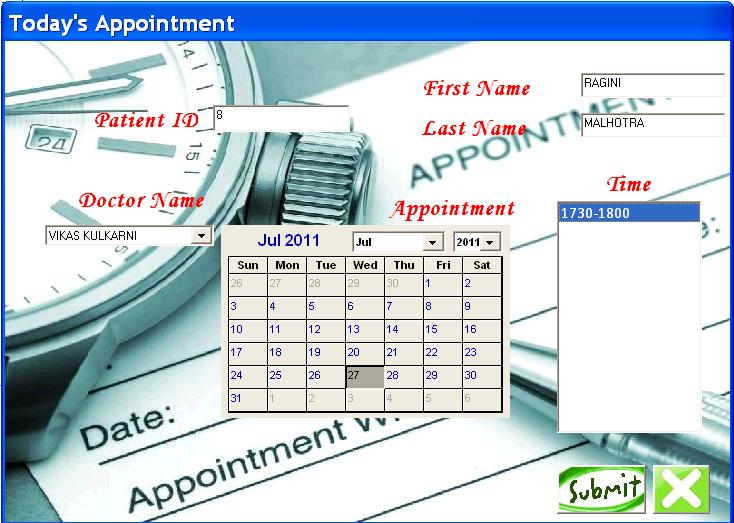 Today's Appointment
First Name
RAGINI
Patient ID
8
Last Name
MALHOTRA
APPOINTMENT
24
14
15
16
Doctor Name
VIKAS KULKARNI
Appointment
Time
1730-1800
Jul 2011
Jul
2011
Sun Mon Tue Wed Thu Fri Sat
26 27 28 29 30 1 2
3 4 5 6 7 8 9
10 11 12 13 14 15 16
17 18 19 20 21 22 23
24 25 26 27 28 29 30
31 1 2 3 4 5 6
Date:
Appointment W
Submit